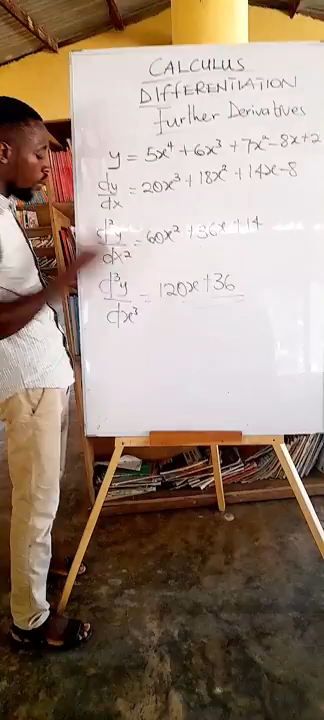 CALCULUS
DIFFERENTIATION
Further Derivatives
y = 5x⁴ + 6x³ + 7x² - 8x + 2
dy/dx = 20x³ + 18x² + 14x - 8
d²y/dx² = 60x² + 36x + 14
d³y/dx³ = 120x + 36